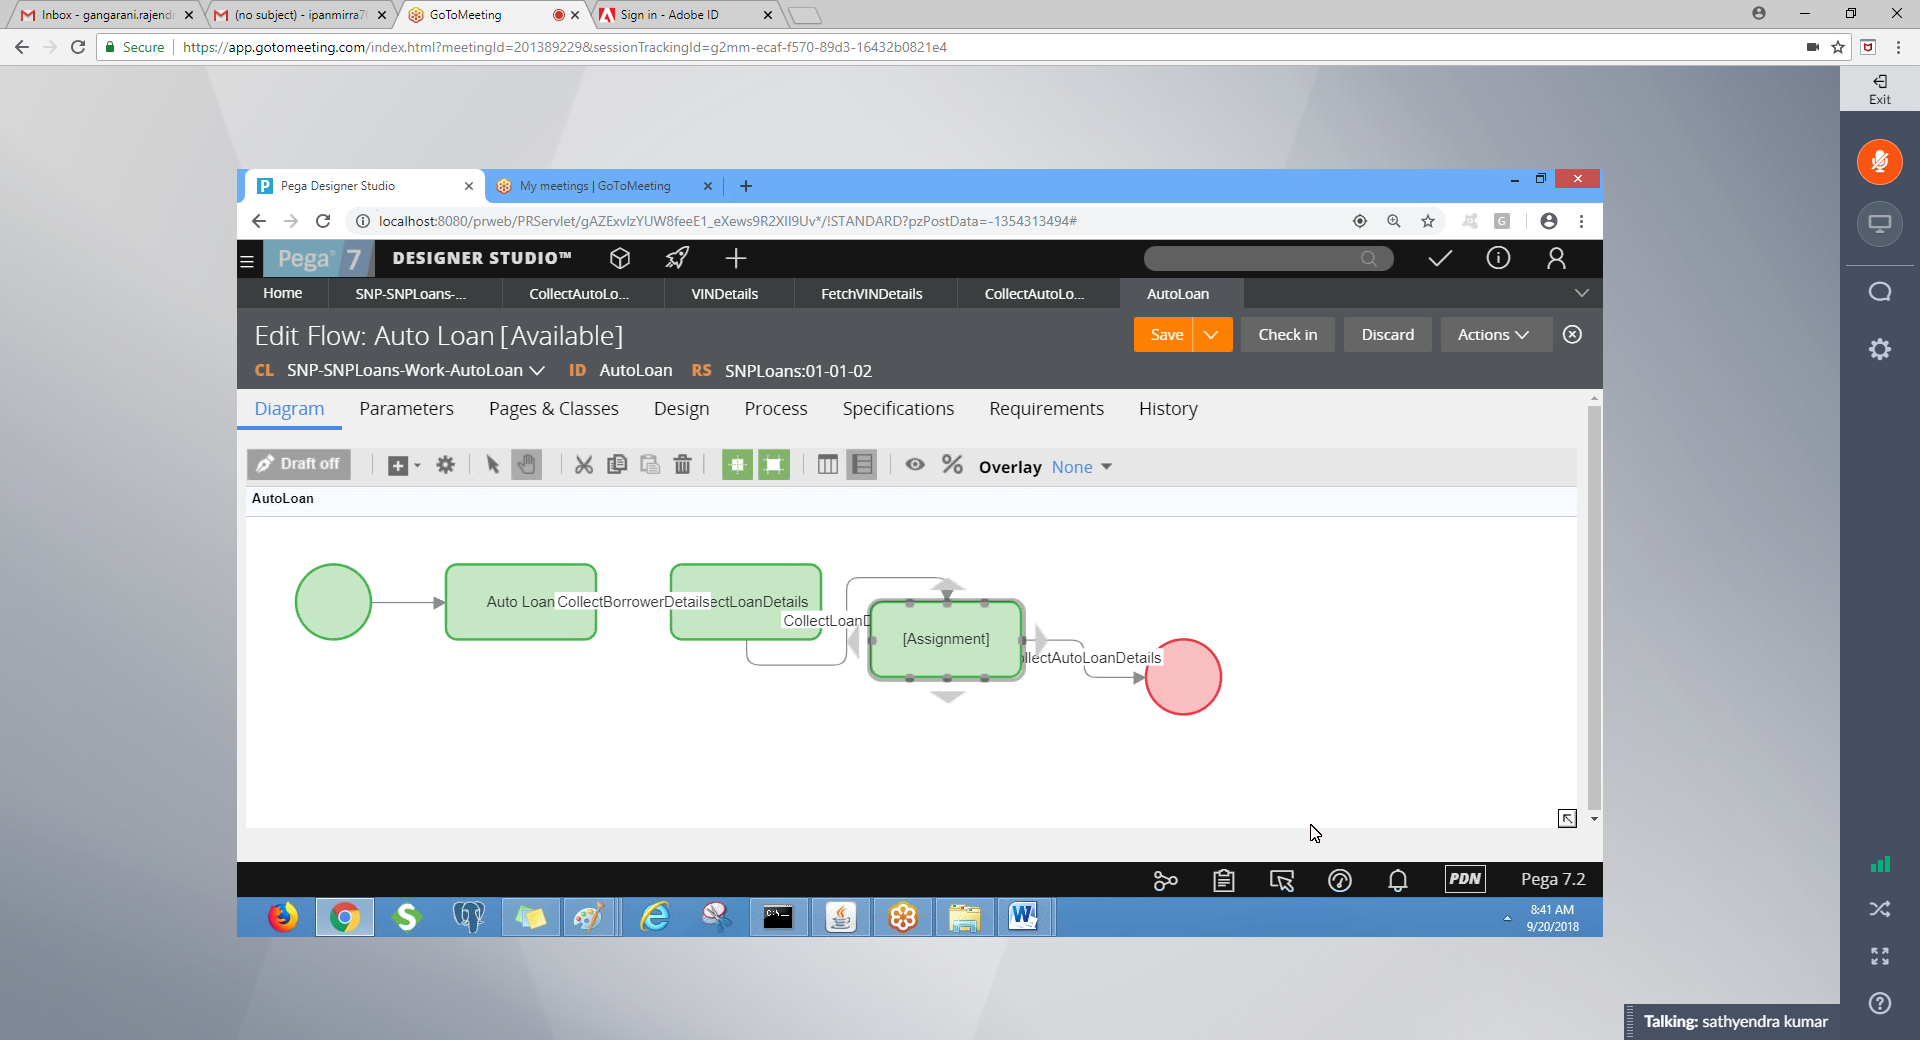 Inbox - gangarani.rajend
(no subject) - ipanmirra7
GoToMeeting
Sign in - Adobe ID
Secure
https://app.gotomeeting.com/index.html?meetingId=201389229&sessionTrackingId=g2mm-ecaf-f570-89d3-16432b0821e4
Exit
Pega Designer Studio
My meetings | GoToMeeting
localhost:8080/prweb/PRServlet/gAZExvIzYUW8feeE1_eXews9R2XII9Uv*/!STANDARD?pzPostData=-1354313494#
Pega 7
DESIGNER STUDIO™
Home
SNP-SNPLoans-...
CollectAutoLo...
VINDetails
FetchVINDetails
CollectAutoLo...
AutoLoan
Edit Flow: Auto Loan [Available]
Save
Check in
Discard
Actions
CL SNP-SNPLoans-Work-AutoLoan
ID AutoLoan
RS SNPLoans:01-01-02
Diagram
Parameters
Pages & Classes
Design
Process
Specifications
Requirements
History
Draft off
Overlay None
AutoLoan
Auto Loan
CollectBorrowerDetails
ectLoanDetails
CollectLoanD
[Assignment]
llectAutoLoanDetails
PDN
Pega 7.2
8:41 AM
9/20/2018
Talking: sathyendra kumar